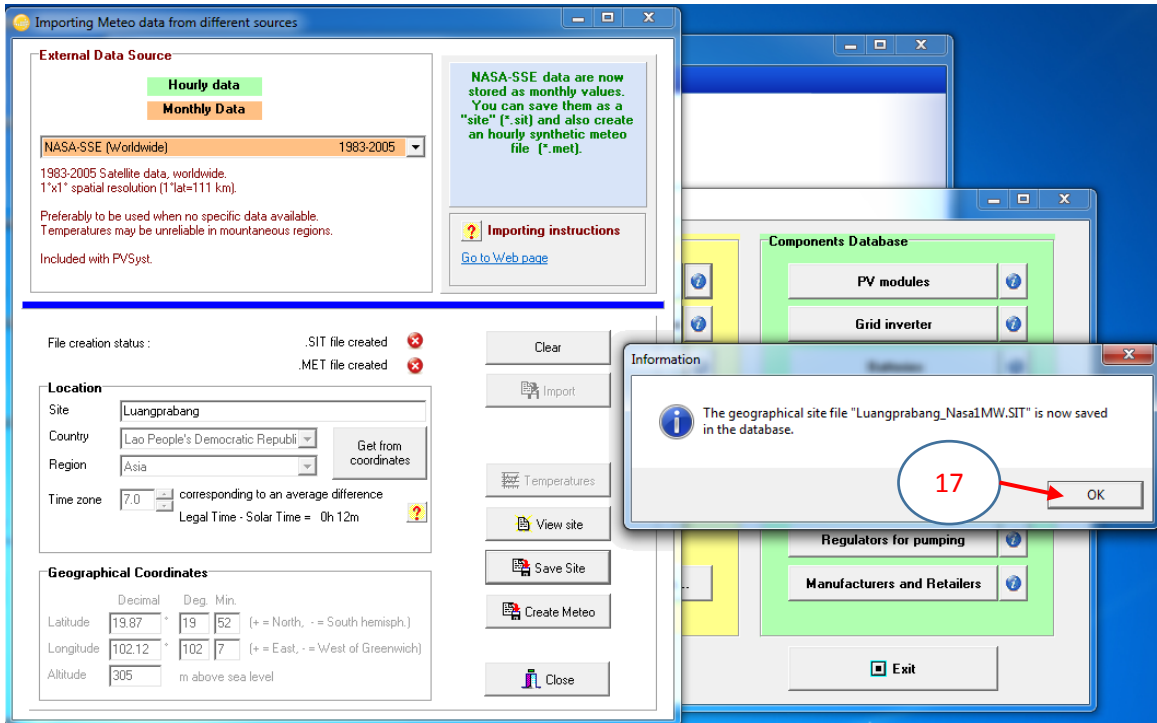 Importing Meteo data from different sources
External Data Source
Hourly data
Monthly Data
NASA-SSE (Worldwide) 1983-2005
1983-2005 Satellite data, worldwide.
1°x1° spatial resolution (1°lat=111 km).
Preferably to be used when no specific data available.
Temperatures may be unreliable in mountaneous regions.
Included with PVSyst.
NASA-SSE data are now
stored as monthly values.
You can save them as a
"site" (*.sit) and also create
an hourly synthetic meteo
file (*.met).
? Importing instructions
Go to Web page
File creation status : .SIT file created
.MET file created
Location
Site Luangprabang
Country Lao People's Democratic Republi
Region Asia
Get from
coordinates
Time zone 7.0 corresponding to an average difference
Legal Time - Solar Time = 0h 12m ?
Geographical Coordinates
Decimal Deg. Min.
Latitude 19.87 ° 19 52 (+ = North, - = South hemisph.)
Longitude 102.12 ° 102 7 (+ = East, - = West of Greenwich)
Altitude 305 m above sea level
Clear
Import
Temperatures
View site
Save Site
Create Meteo
Close
Components Database
PV modules
Grid inverter
Information
The geographical site file "Luangprabang_Nasa1MW.SIT" is now saved
in the database.
17
OK
Regulators for pumping
..
Manufacturers and Retailers
Exit